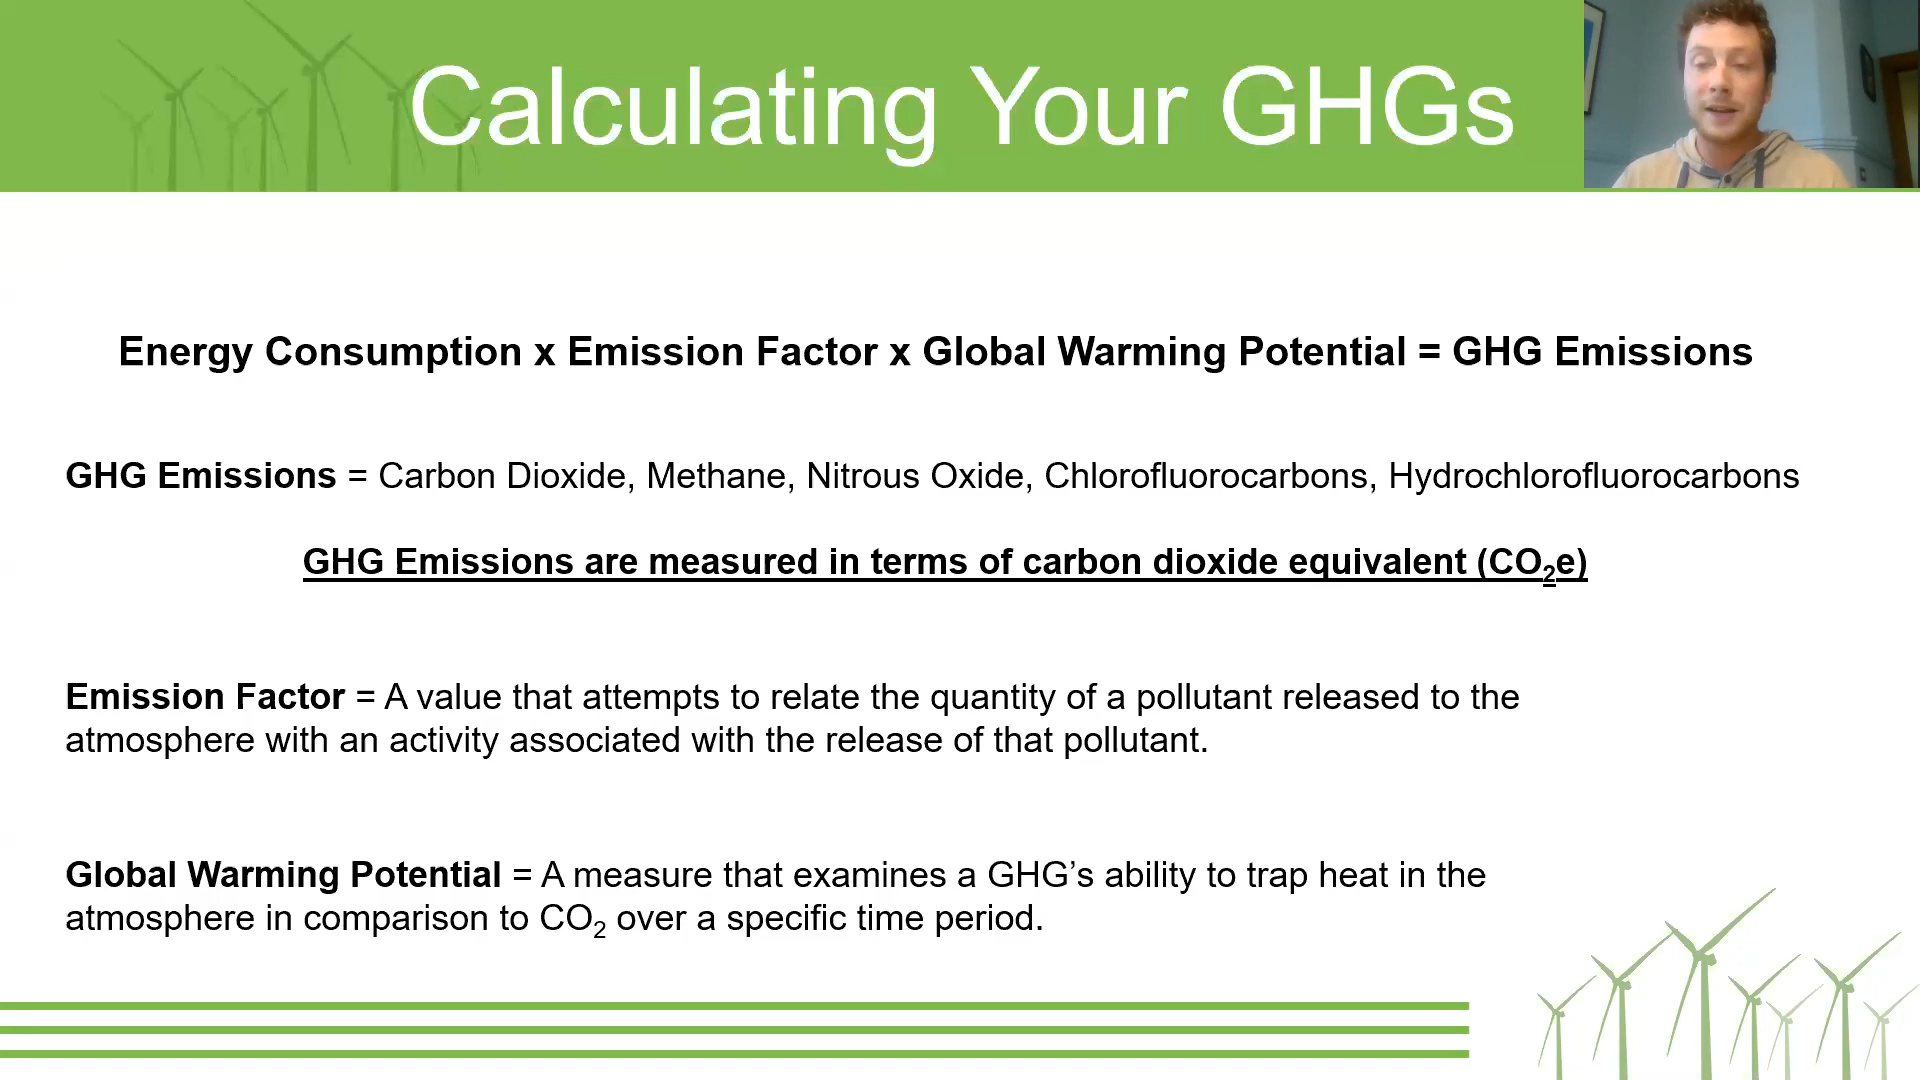 Calculating Your GHGs
Energy Consumption x Emission Factor x Global Warming Potential = GHG Emissions
GHG Emissions = Carbon Dioxide, Methane, Nitrous Oxide, Chlorofluorocarbons, Hydrochlorofluorocarbons
GHG Emissions are measured in terms of carbon dioxide equivalent (CO₂e)
Emission Factor = A value that attempts to relate the quantity of a pollutant released to the
atmosphere with an activity associated with the release of that pollutant.
Global Warming Potential = A measure that examines a GHG’s ability to trap heat in the
atmosphere in comparison to CO₂ over a specific time period.